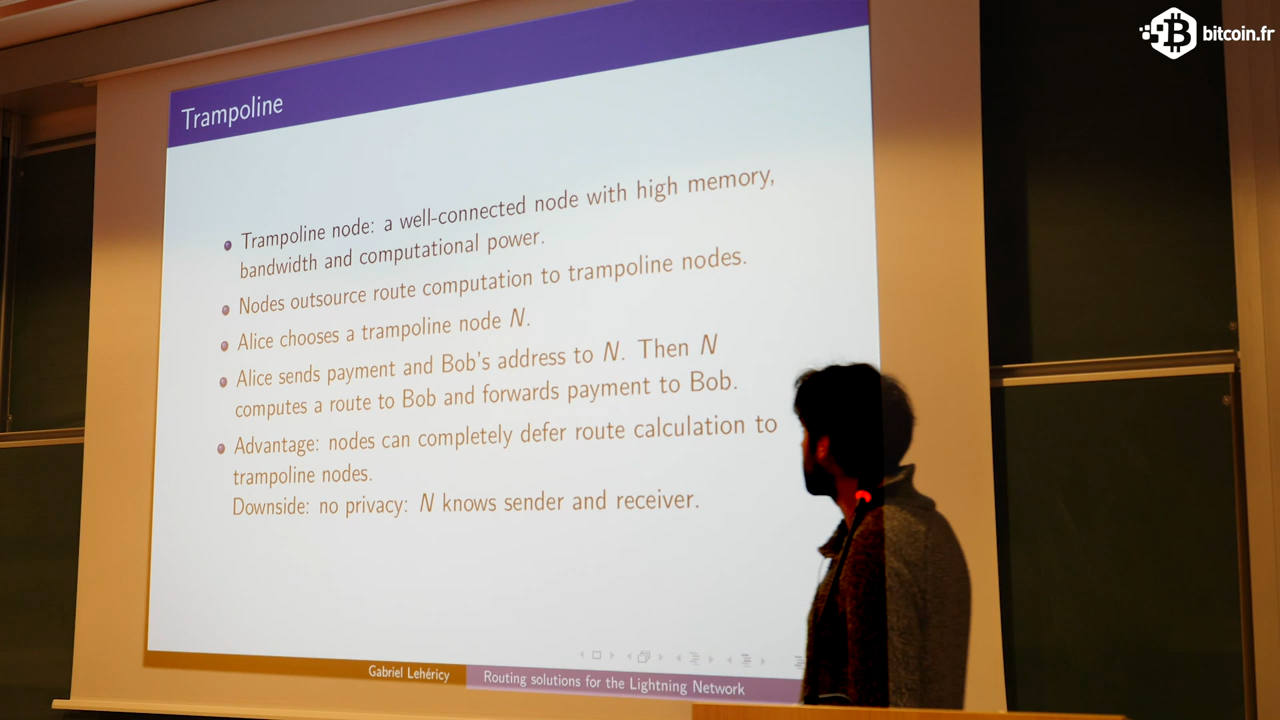 bitcoin.fr
Trampoline
Trampoline node: a well-connected node with high memory,
bandwidth and computational power.
Nodes outsource route computation to trampoline nodes.
Alice chooses a trampoline node N.
Alice sends payment and Bob's address to N. Then N
computes a route to Bob and forwards payment to Bob.
Advantage: nodes can completely defer route calculation to
trampoline nodes.
Downside: no privacy: N knows sender and receiver.
Gabriel Lehéricy
Routing solutions for the Lightning Network